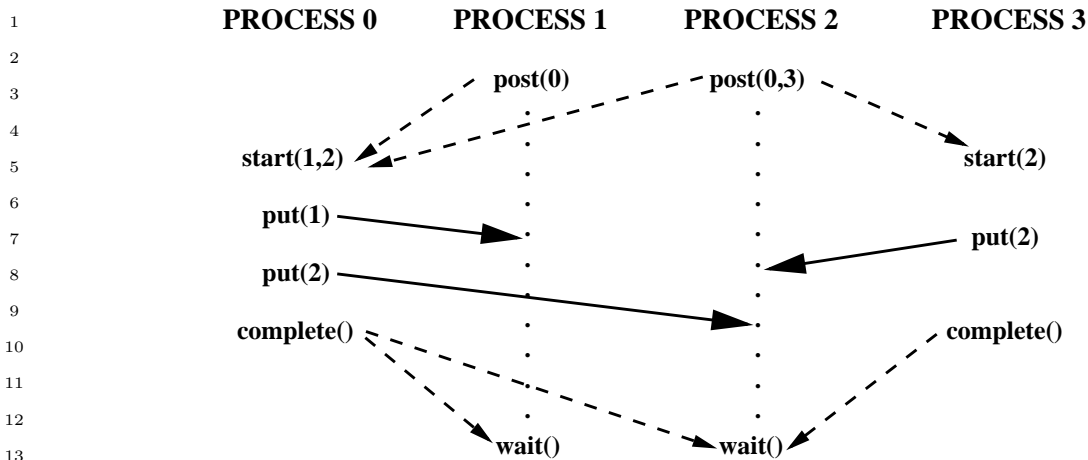 1 PROCESS 0 PROCESS 1 PROCESS 2 PROCESS 3
2
post(0) post(0,3)
3
4
start(1,2) start(2)
5
6
put(1)
7 put(2)
8 put(2)
9
complete() complete()
10
11
12
wait() wait()
13